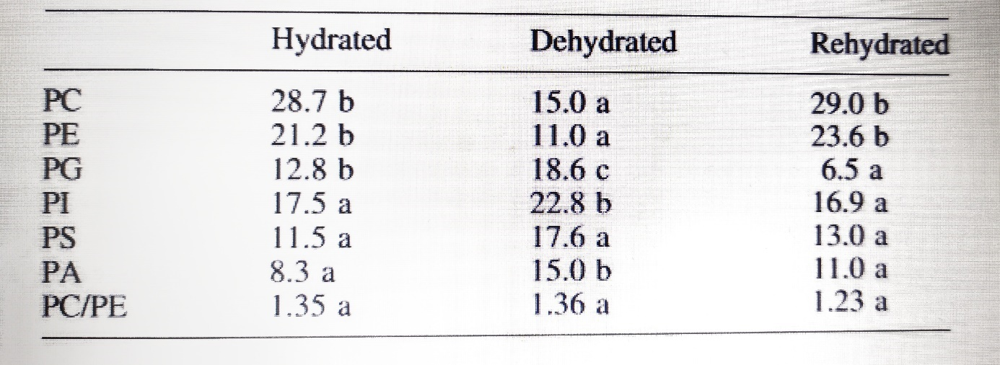 Hydrated Dehydrated Rehydrated
PC 28.7 b 15.0 a 29.0 b
PE 21.2 b 11.0 a 23.6 b
PG 12.8 b 18.6 c 6.5 a
PI 17.5 a 22.8 b 16.9 a
PS 11.5 a 17.6 a 13.0 a
PA 8.3 a 15.0 b 11.0 a
PC/PE 1.35 a 1.36 a 1.23 a